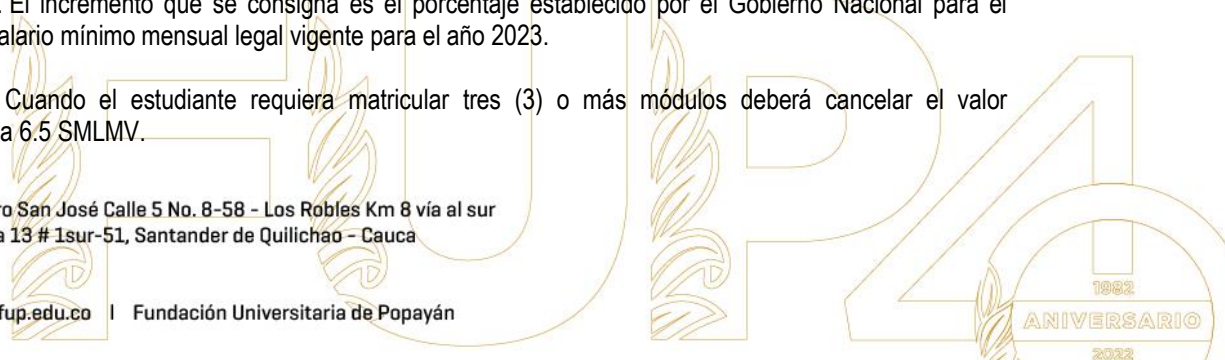 El incremento que se consigna es el porcentaje establecido por el Gobierno Nacional para el
alario mínimo mensual legal vigente para el año 2023.
Cuando el estudiante requiera matricular tres (3) o más módulos deberá cancelar el valor
a 6.5 SMLMV.
ro San José Calle 5 No. 8-58 - Los Robles Km 8 vía al sur
a 13 # 1sur-51, Santander de Quilichao - Cauca
fup.edu.co | Fundación Universitaria de Popayán
FUP4
1982
ANIVERSARIO
2022